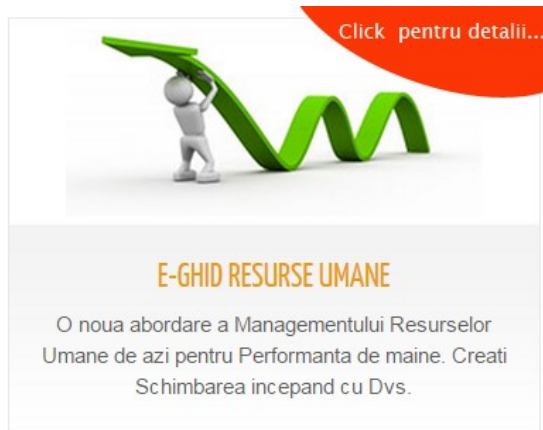 Click pentru detalii...
E-GHID RESURSE UMANE
O noua abordare a Managementului Resurselor
Umane de azi pentru Performanta de maine. Creati
Schimbarea incepand cu Dvs.